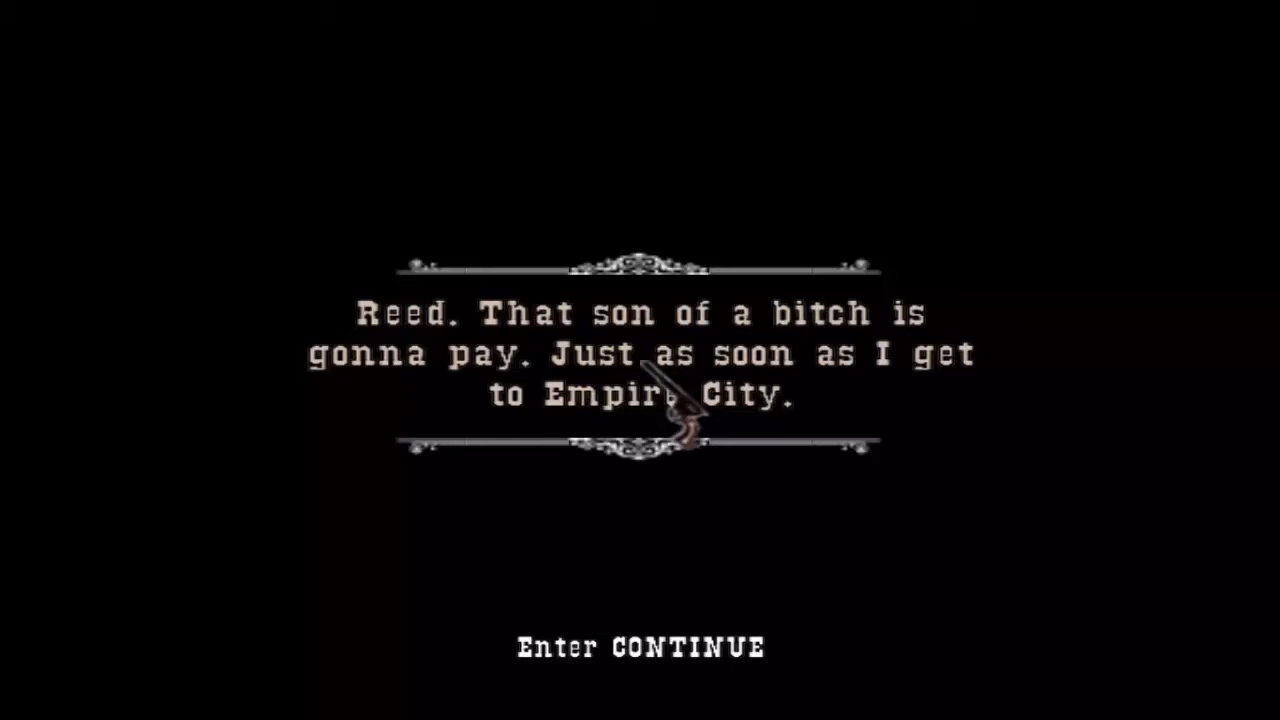 Reed. That son of a bitch is
gonna pay. Just as soon as I get
to Empire City.
Enter CONTINUE